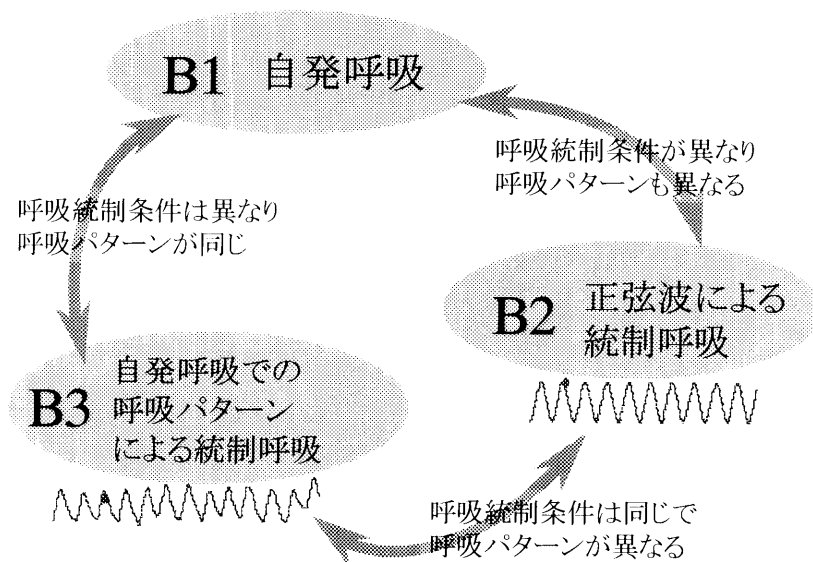 B1 自発呼吸
呼吸統制条件が異なり
呼吸パターンも異なる
呼吸統制条件は異なり
呼吸パターンが同じ
B2 正弦波による
統制呼吸
B3 自発呼吸での
呼吸パターン
による統制呼吸
呼吸統制条件は同じで
呼吸パターンが異なる